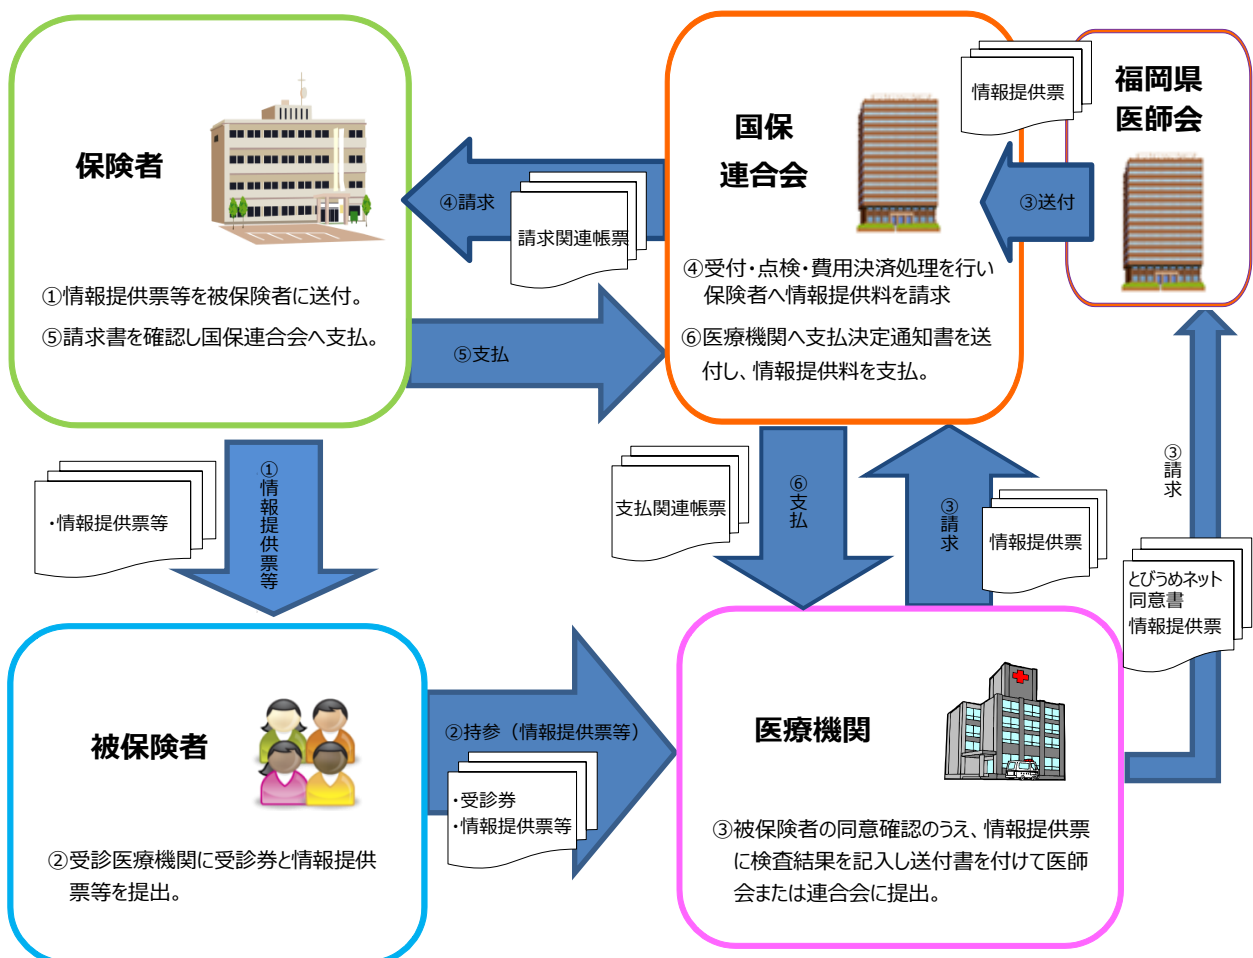 保険者
①情報提供票等を被保険者に送付。
⑤請求書を確認し国保連合会へ支払。
④請求
請求関連帳票
⑤支払
国保
連合会
④受付・点検・費用決済処理を行い
保険者へ情報提供料を請求
⑥医療機関へ支払決定通知書を送
付し、情報提供料を支払。
情報提供票
③送付
福岡県
医師会
・情報提供票等
①情報提供票等
支払関連帳票
⑥支払
③請求
情報提供票
③請求
とびうめネット
同意書
情報提供票
被保険者
②受診医療機関に受診券と情報提供
票等を提出。
②持参（情報提供票等）
・受診券
・情報提供票等
医療機関
③被保険者の同意確認のうえ、情報提供票
に検査結果を記入し送付書を付けて医師
会または連合会に提出。